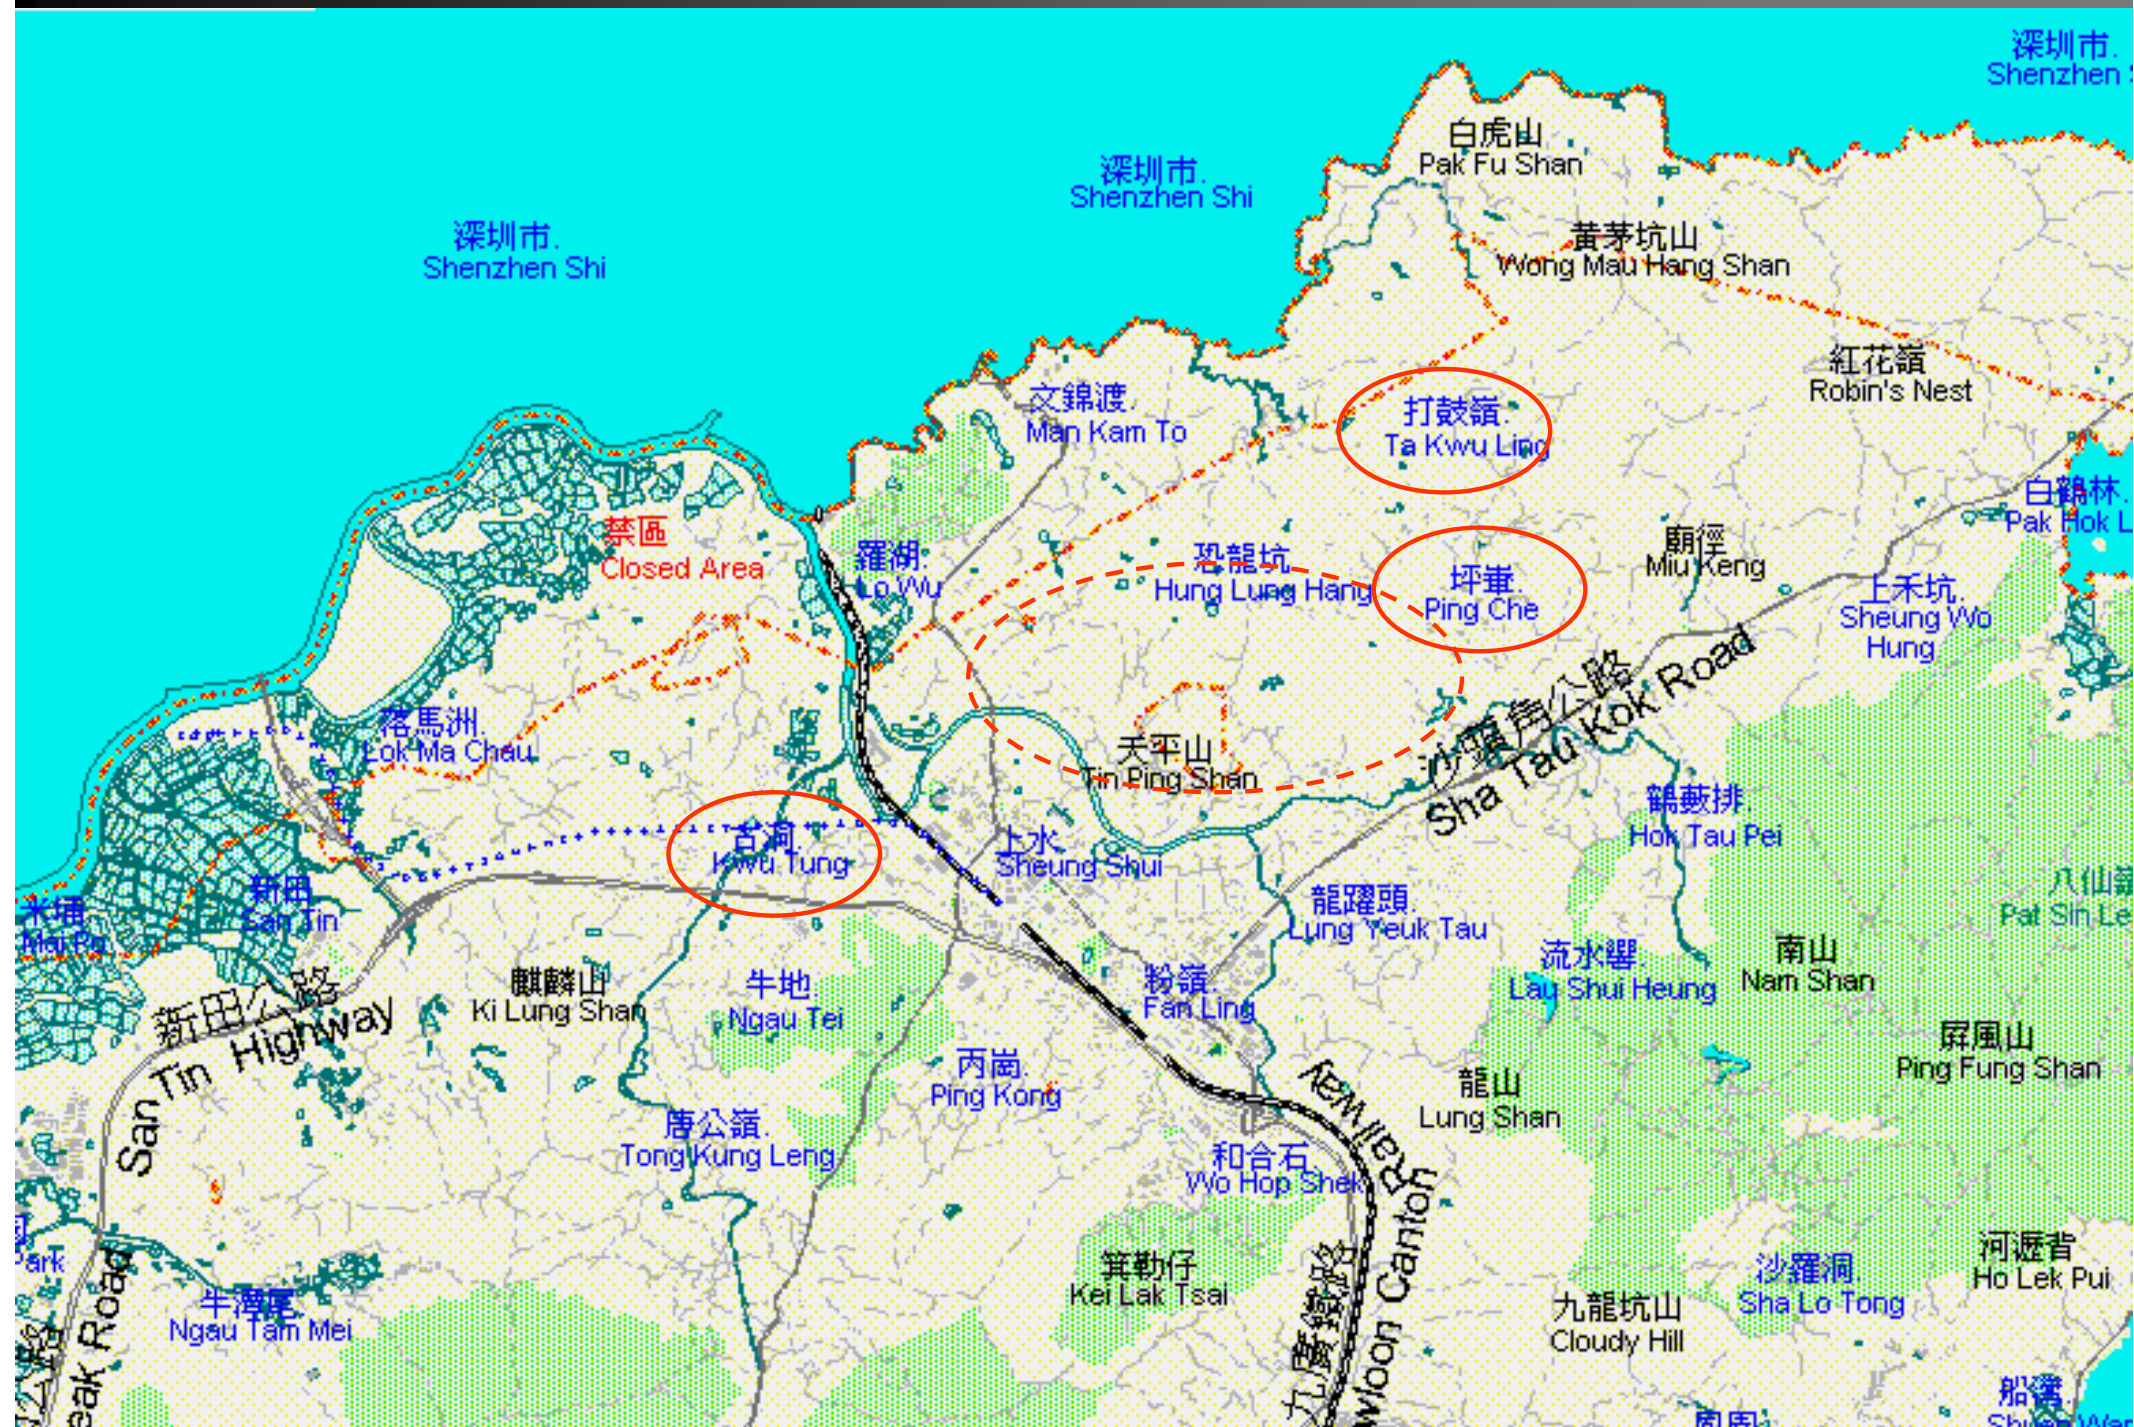 深圳市.
Shenzhen
深圳市.
Shenzhen Shi
深圳市.
Shenzhen Shi
白虎山
Pak Fu Shan
黃茅坑山
Wong Mau Hang Shan
紅花嶺
Robin's Nest
文錦渡.
Man Kam To
打鼓嶺.
Ta Kwu Ling
白鶴林.
Pak Hok
禁區
Closed Area
羅湖.
Lo Wu
恐龍坑
Hung Lung Hang
坪輋
Ping Che
廟徑
Miu Keng
上禾坑.
Sheung Wo
Hung
落馬洲.
Lok Ma Chau
天平山
Tin Ping Shan
沙頭角公路
Sha Tau Kok Road
鶴藪排.
Hok Tau Pei
古洞.
Kwu Tung
上水.
Sheung Shui
新田
San Tin
米埔
Mai Po
龍躍頭.
Lung Yeuk Tau
八仙嶺
Pat Sin Le
流水響.
Lau Shui Heung
南山
Nam Shan
麒麟山
Ki Lung Shan
牛地
Ngau Tei
粉嶺.
Fan Ling
新田公路
San Tin Highway
丙崗.
Ping Kong
屏風山
Ping Fung Shan
龍山
Lung Shan
唐公嶺.
Tong Kung Leng
和合石.
Wo Hop Shek
Railway
Park
牛潭尾
Ngau Tam Mei
箕勒仔
Kei Lak Tsai
九廣鐵路
wloon Canton
沙羅洞.
Sha Lo Tong
河瀝背
Ho Lek Pui
九龍坑山
Cloudy Hill
公路
eak Road
船灣.
Shuen Wan